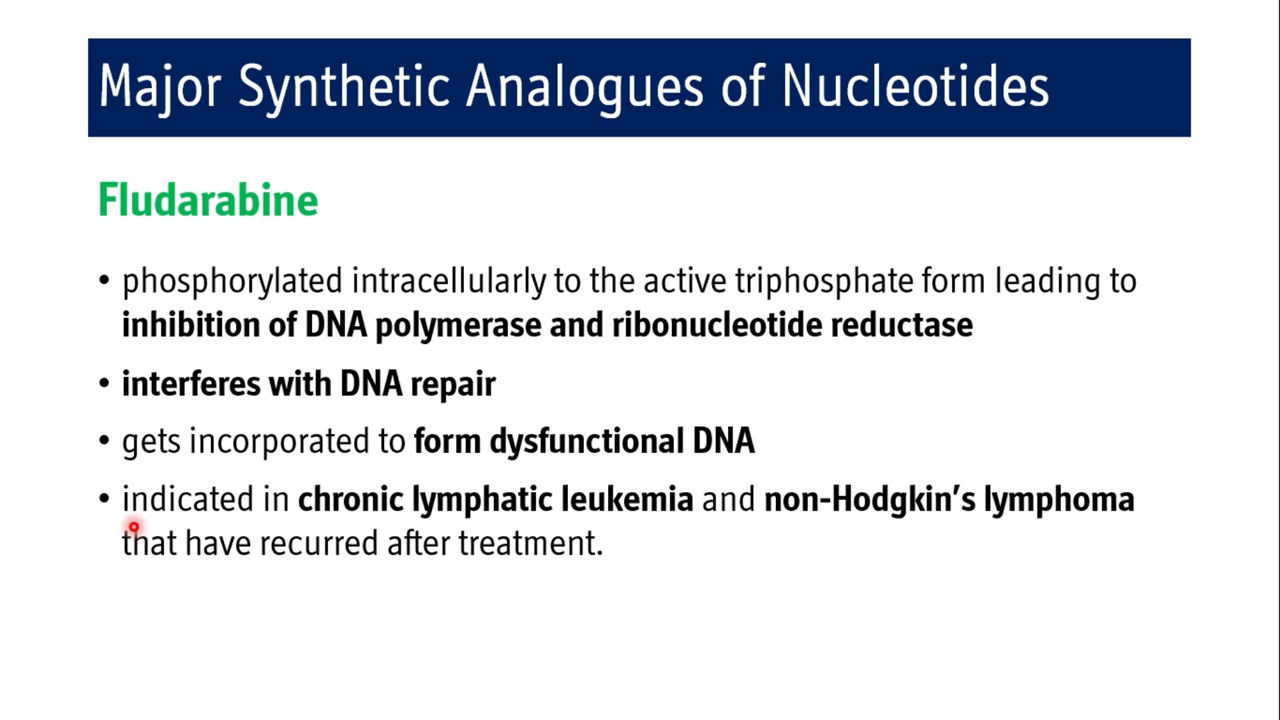 Major Synthetic Analogues of Nucleotides
Fludarabine
• phosphorylated intracellularly to the active triphosphate form leading to
inhibition of DNA polymerase and ribonucleotide reductase
• interferes with DNA repair
• gets incorporated to form dysfunctional DNA
• indicated in chronic lymphatic leukemia and non-Hodgkin’s lymphoma
that have recurred after treatment.